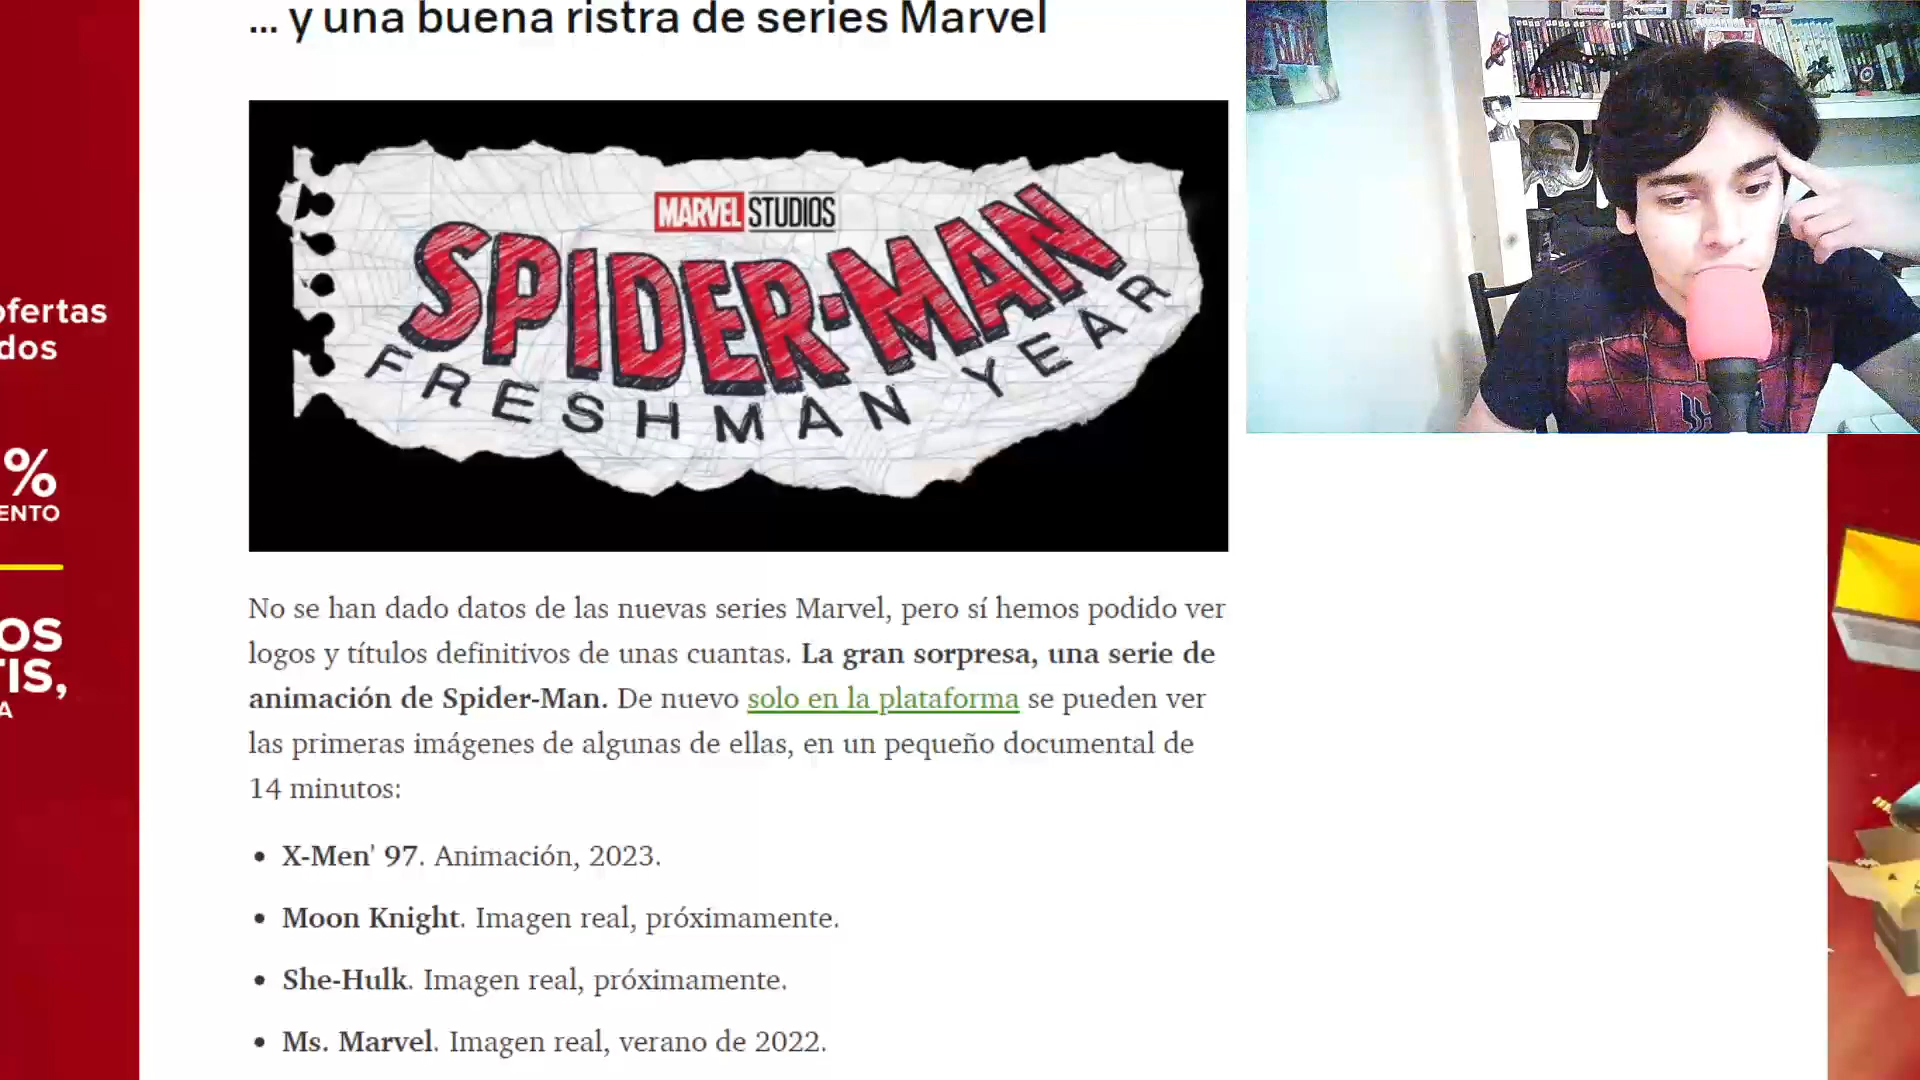 ... y una buena ristra de series Marvel
MARVEL STUDIOS
SPIDER-MAN
FRESHMAN YEAR
ofertas
dos
%
ENTO
OS
TIS,
A
No se han dado datos de las nuevas series Marvel, pero sí hemos podido ver
logos y títulos definitivos de unas cuantas. La gran sorpresa, una serie de
animación de Spider-Man. De nuevo solo en la plataforma se pueden ver
las primeras imágenes de algunas de ellas, en un pequeño documental de
14 minutos:
X-Men' 97. Animación, 2023.
Moon Knight. Imagen real, próximamente.
She-Hulk. Imagen real, próximamente.
Ms. Marvel. Imagen real, verano de 2022.